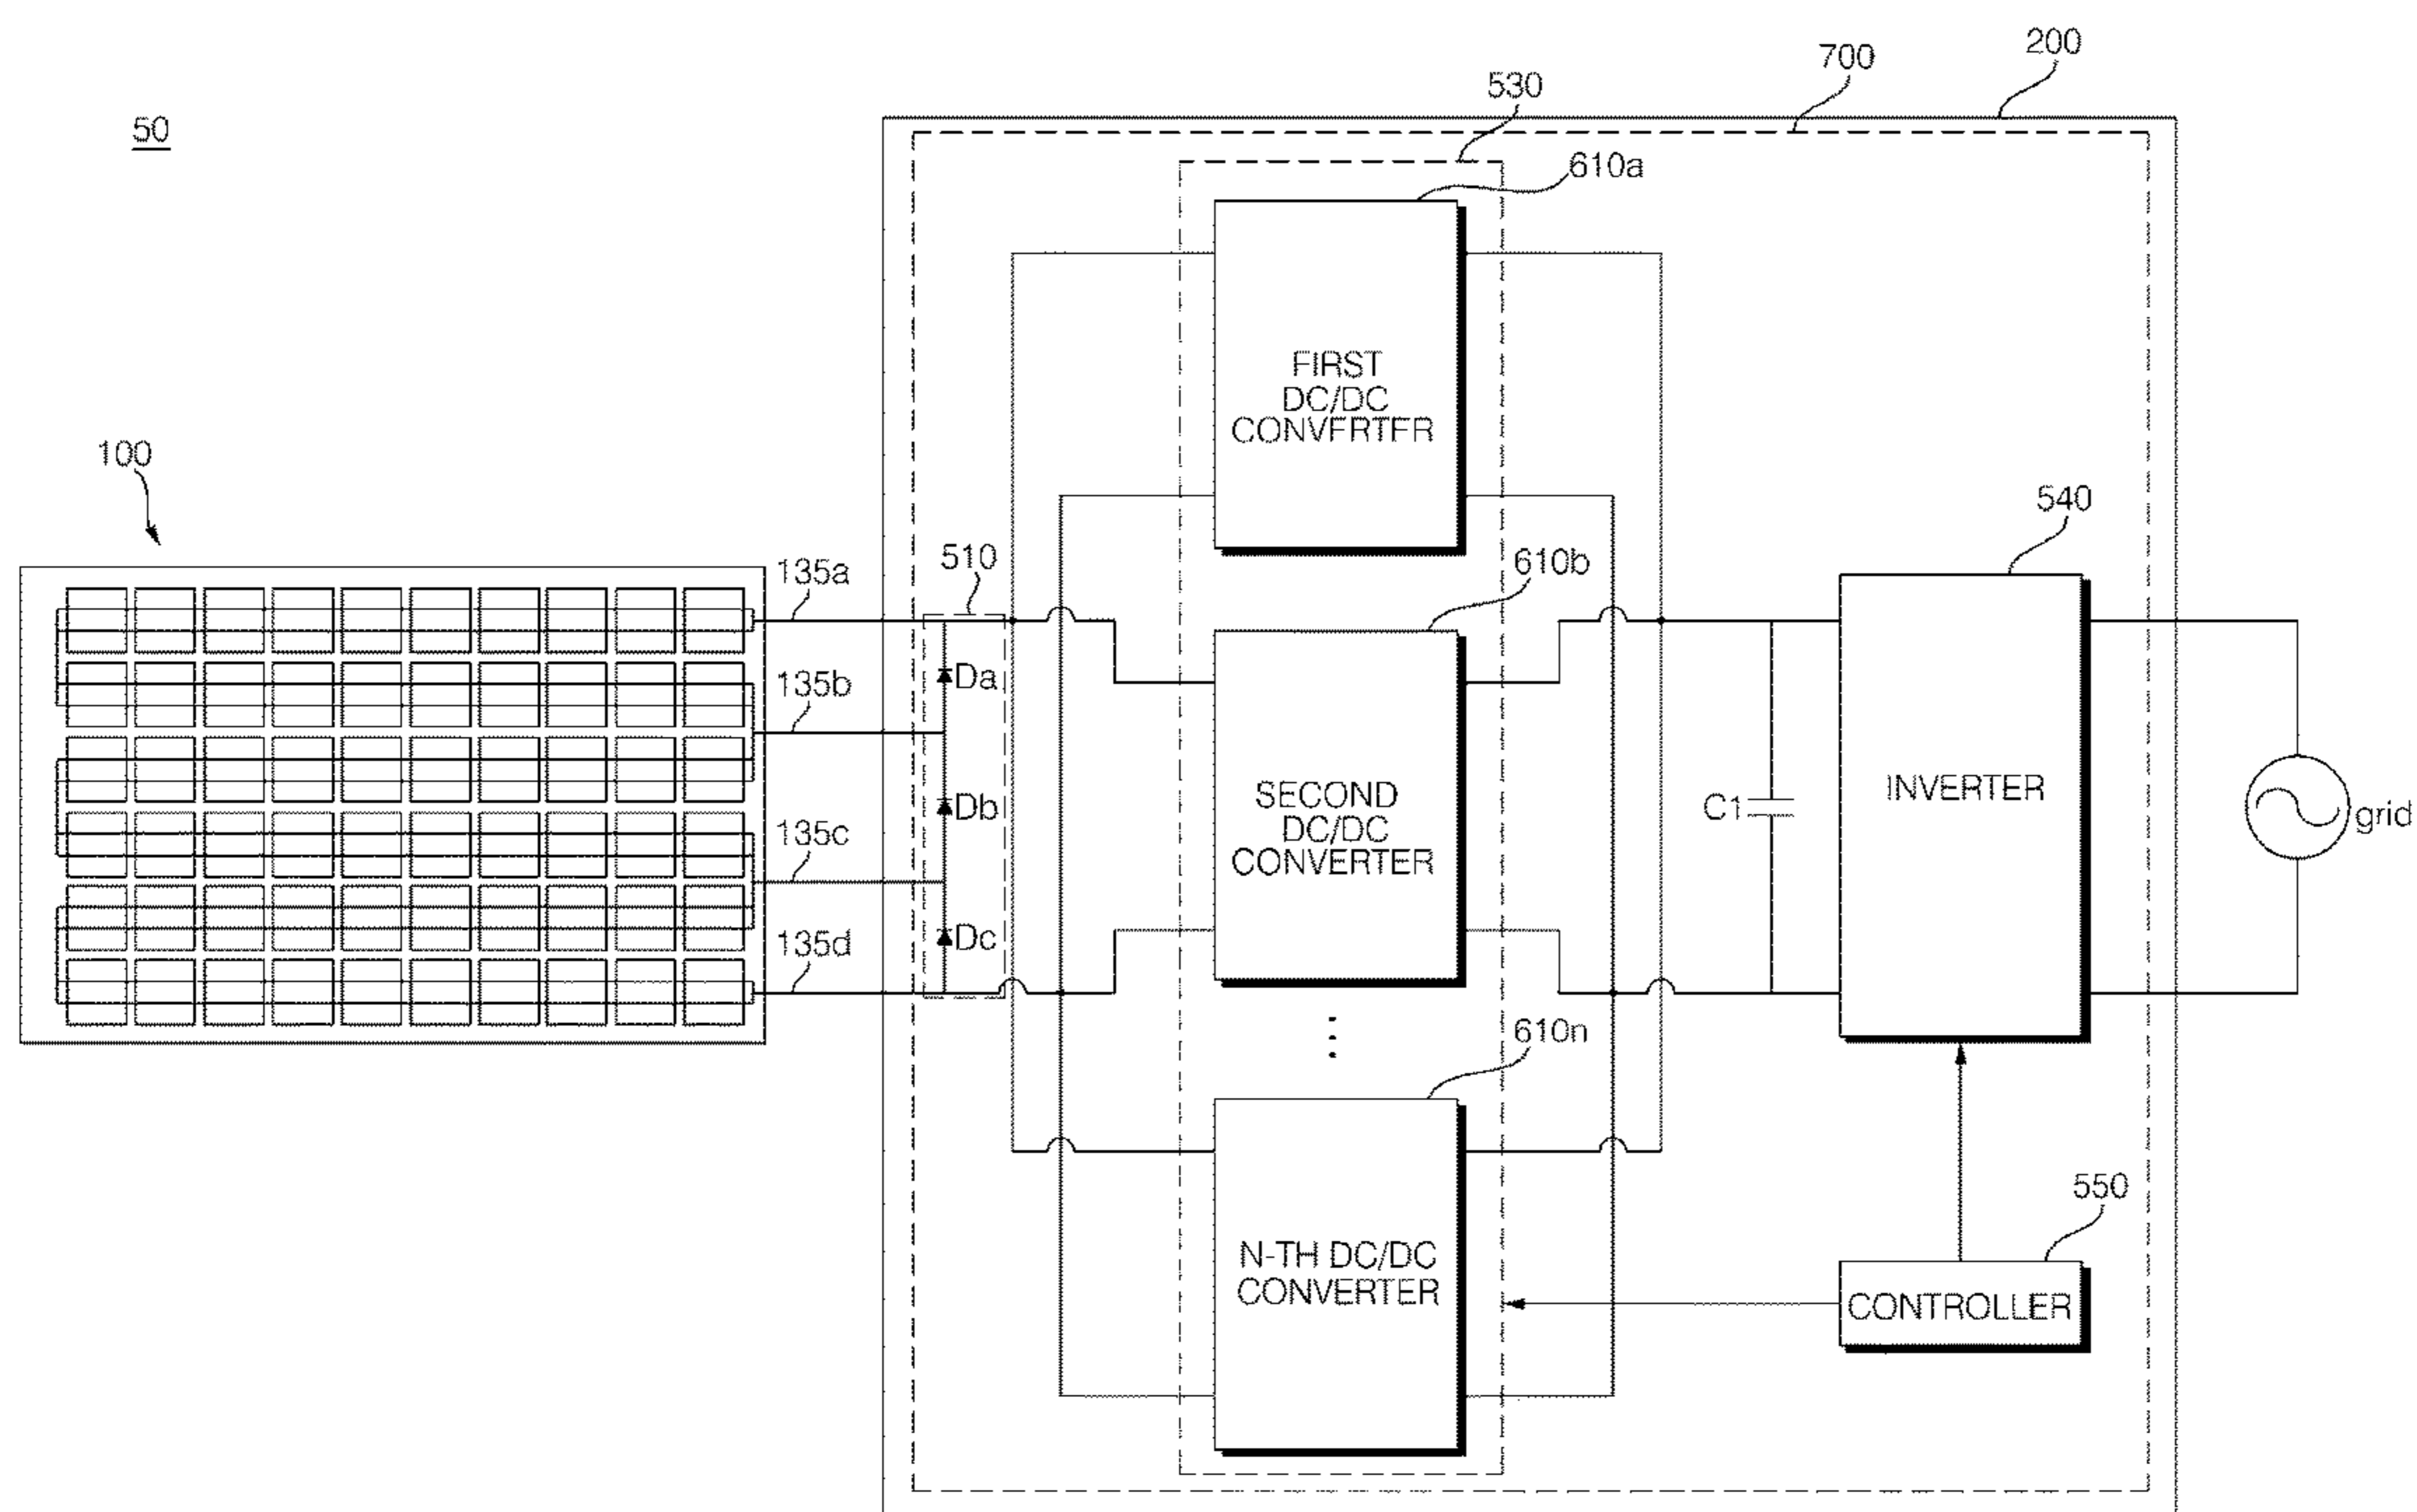 200
700
530
50
610a
FIRST
DC/DC
CONVERTER
100
540
510
610b
135a
Da
135b
SECOND
DC/DC
CONVERTER
INVERTER
Db
C1
grid
135c
Dc
135d
610n
550
N-TH DC/DC
CONVERTER
CONTROLLER